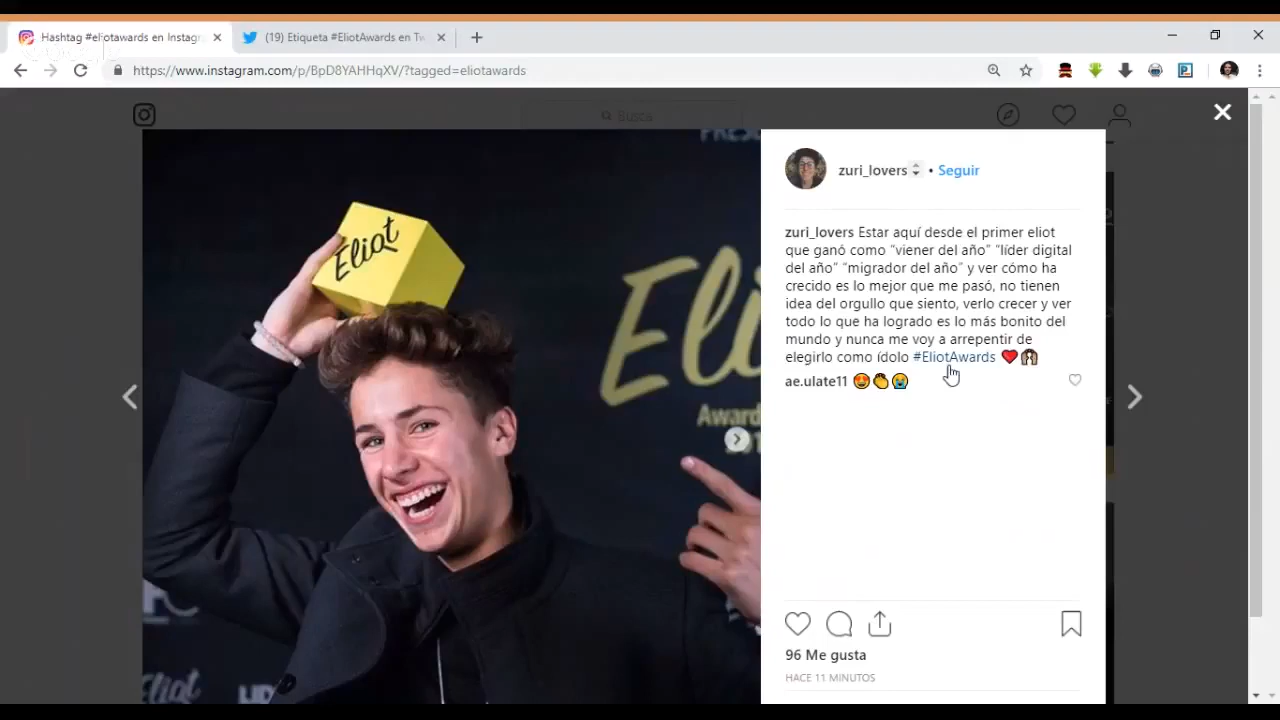 Hashtag #eliotawards en Instagr
(19) Etiqueta #EliotAwards en Tw
https://www.instagram.com/p/BpD8YAHHqXV/?tagged=eliotawards
Busca
zuri_lovers • Seguir
Eliot
Eliot
Award
zuri_lovers Estar aquí desde el primer eliot
que ganó como “viener del año” “líder digital
del año” “migrador del año” y ver cómo ha
crecido es lo mejor que me pasó, no tienen
idea del orgullo que siento, verlo crecer y ver
todo lo que ha logrado es lo más bonito del
mundo y nunca me voy a arrepentir de
elegirlo como ídolo #EliotAwards ❤️
ae.ulate11 😍👏😭
Eliot
96 Me gusta
HACE 11 MINUTOS